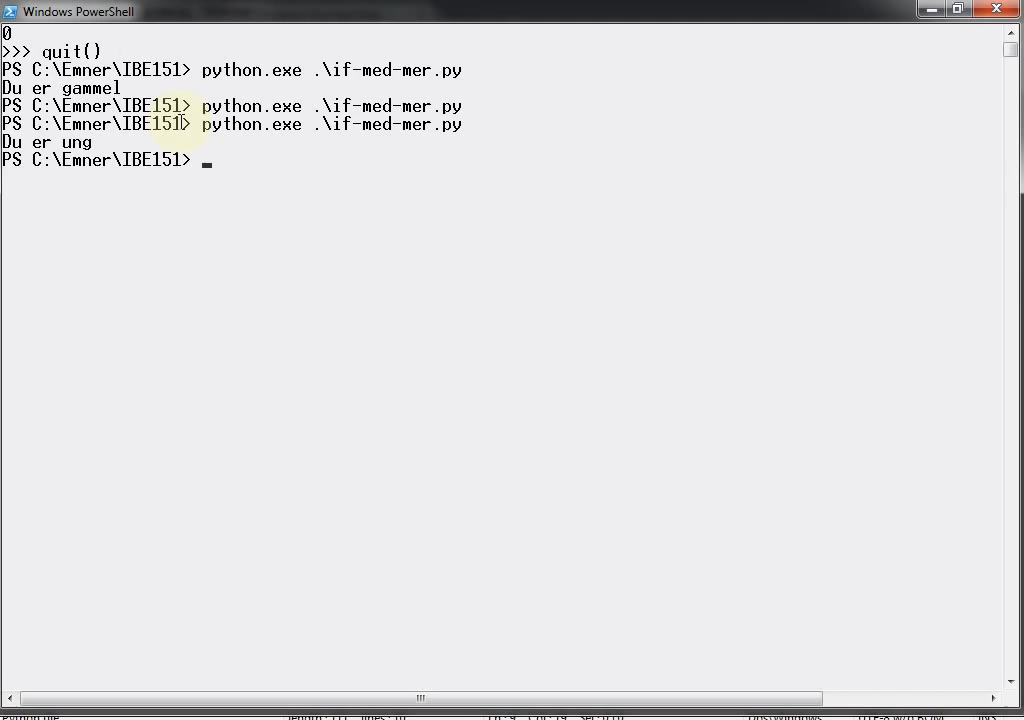 Windows PowerShell
0
>>> quit()
PS C:\Emner\IBE151> python.exe .\if-med-mer.py
Du er gammel
PS C:\Emner\IBE151> python.exe .\if-med-mer.py
PS C:\Emner\IBE151> python.exe .\if-med-mer.py
Du er ung
PS C:\Emner\IBE151>